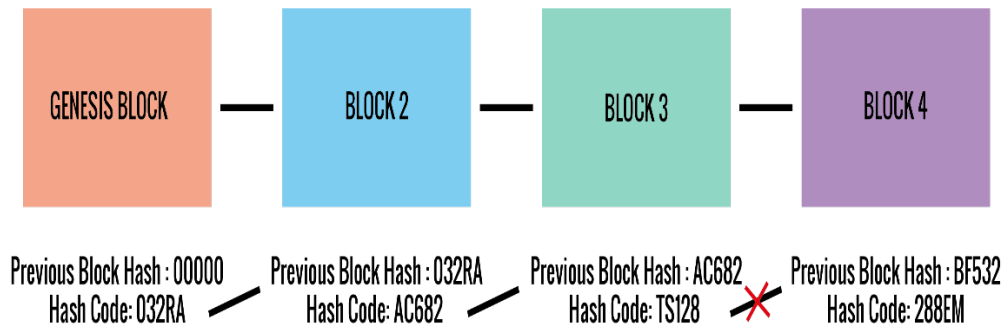 GENESIS BLOCK
BLOCK 2
BLOCK 3
BLOCK 4
Previous Block Hash : 00000
Hash Code: 032RA
Previous Block Hash : 032RA
Hash Code: AC682
Previous Block Hash : AC682
Hash Code: TS128
Previous Block Hash : BF532
Hash Code: 288EM